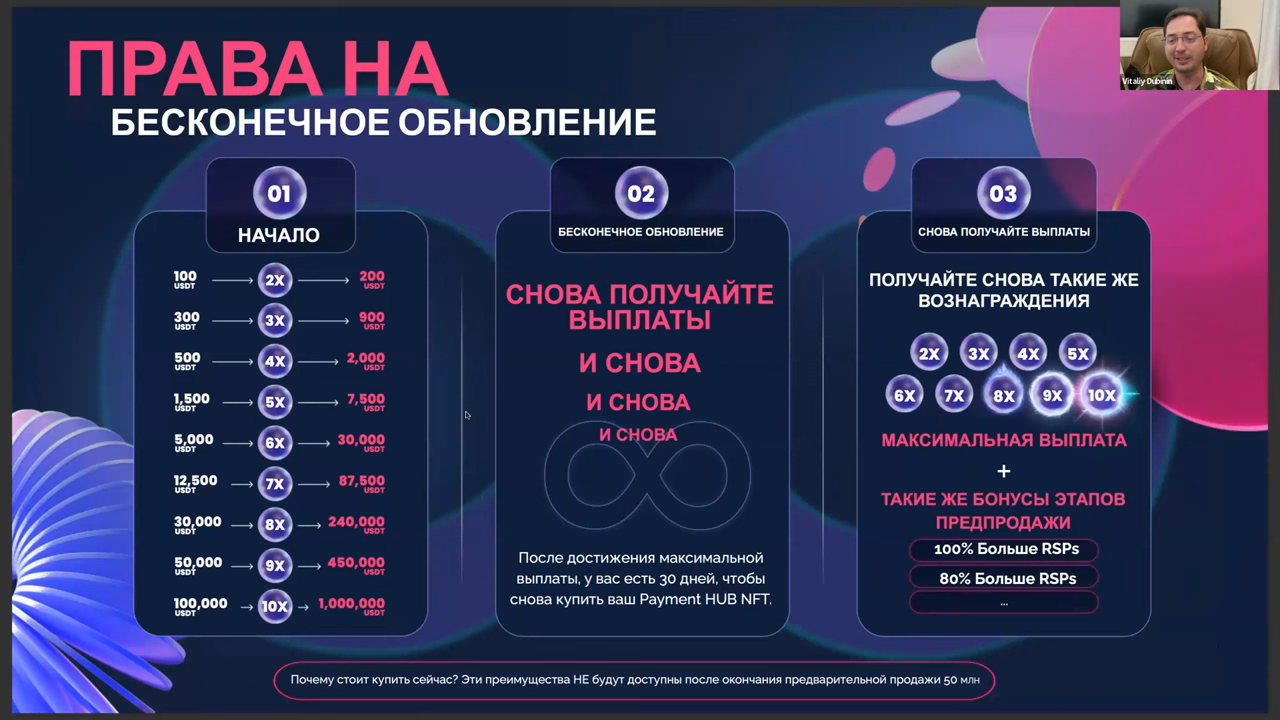 ПРАВА НА
БЕСКОНЕЧНОЕ ОБНОВЛЕНИЕ
Vitaliy Dubinin
01
НАЧАЛО
100 USDT 2X 200 USDT
300 USDT 3X 900 USDT
500 USDT 4X 2,000 USDT
1,500 USDT 5X 7,500 USDT
5,000 USDT 6X 30,000 USDT
12,500 USDT 7X 87,500 USDT
30,000 USDT 8X 240,000 USDT
50,000 USDT 9X 450,000 USDT
100,000 USDT 10X 1,000,000 USDT
02
БЕСКОНЕЧНОЕ ОБНОВЛЕНИЕ
СНОВА ПОЛУЧАЙТЕ
ВЫПЛАТЫ
И СНОВА
И СНОВА
И СНОВА
После достижения максимальной
выплаты, у вас есть 30 дней, чтобы
снова купить ваш Payment HUB NFT.
03
СНОВА ПОЛУЧАЙТЕ ВЫПЛАТЫ
ПОЛУЧАЙТЕ СНОВА ТАКИЕ ЖЕ
ВОЗНАГРАЖДЕНИЯ
2X 3X 4X 5X
6X 7X 8X 9X 10X
МАКСИМАЛЬНАЯ ВЫПЛАТА
+
ТАКИЕ ЖЕ БОНУСЫ ЭТАПОВ
ПРЕДПРОДАЖИ
100% Больше RSPs
80% Больше RSPs
...
Почему стоит купить сейчас? Эти преимущества НЕ будут доступны после окончания предварительной продажи 50 млн